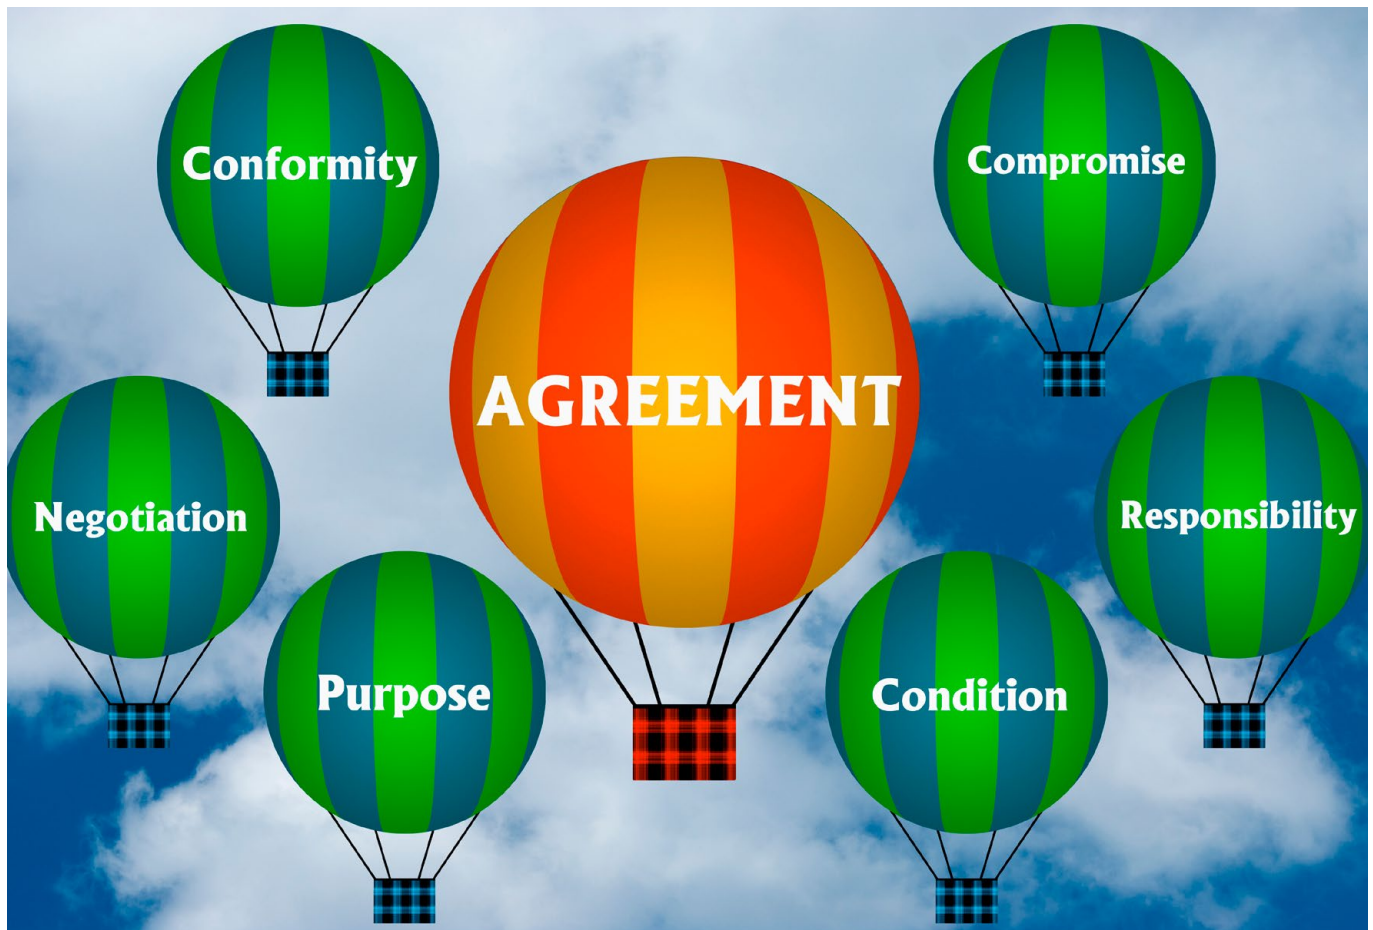 Conformity
Compromise
AGREEMENT
Negotiation
Responsibility
Purpose
Condition